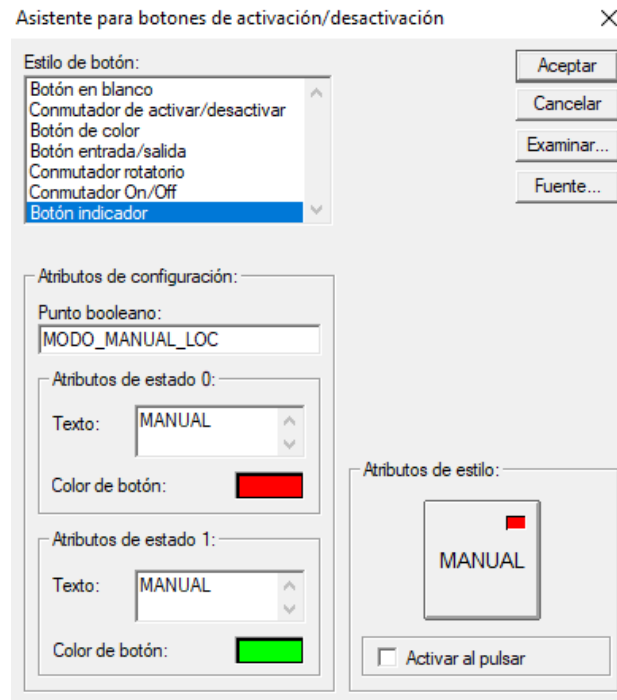 Asistente para botones de activación/desactivación
Estilo de botón:
Botón en blanco
Conmutador de activar/desactivar
Botón de color
Botón entrada/salida
Conmutador rotatorio
Conmutador On/Off
Botón indicador
Aceptar
Cancelar
Examinar...
Fuente...
Atributos de configuración:
Punto booleano:
MODO_MANUAL_LOC
Atributos de estado 0:
Texto: MANUAL
Color de botón:
Atributos de estado 1:
Texto: MANUAL
Color de botón:
Atributos de estilo:
MANUAL
Activar al pulsar